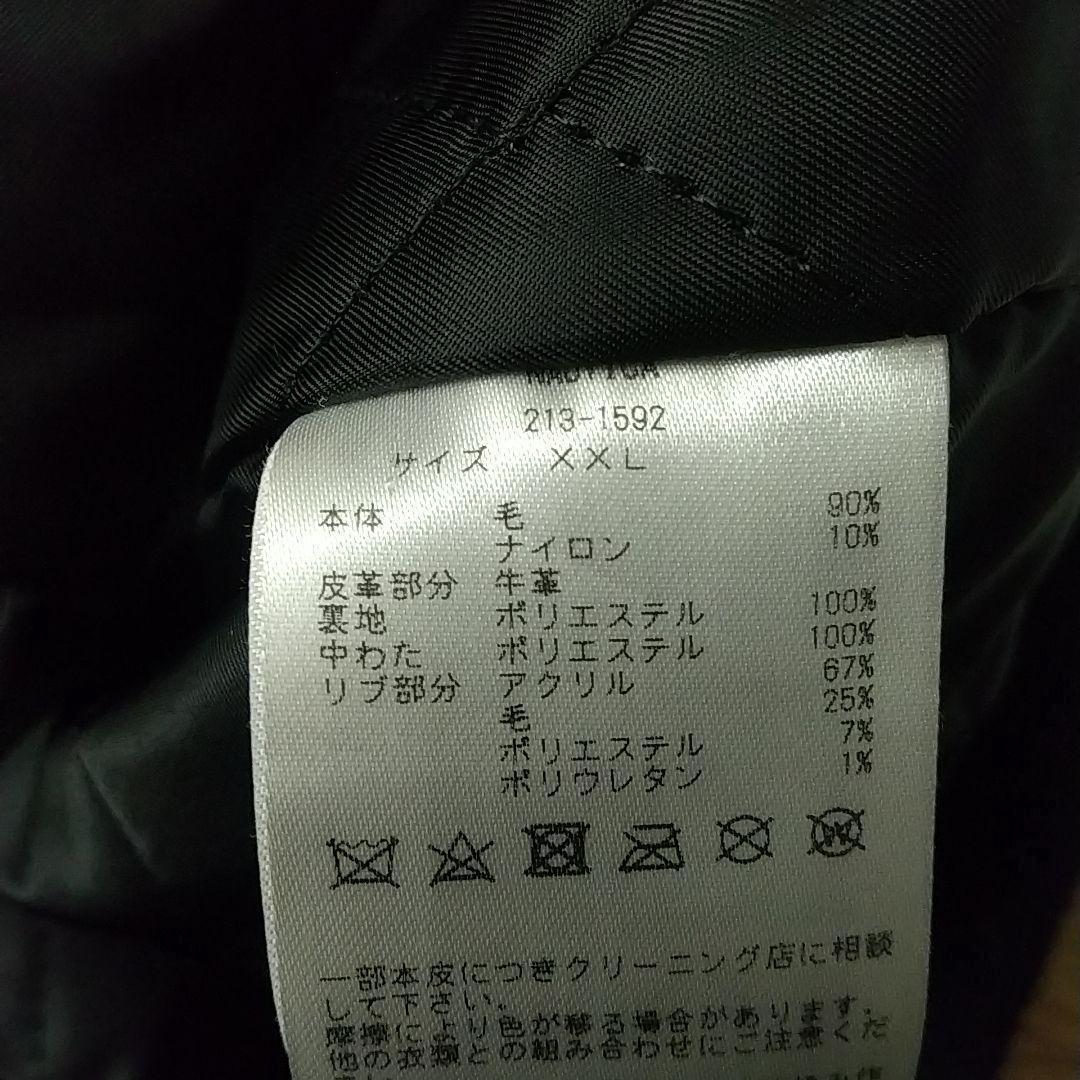 213-1592
サイズ XXL
本体 毛 90%
ナイロン 10%
皮革部分 牛革
裏地 ポリエステル 100%
中わた ポリエステル 100%
リブ部分 アクリル 67%
毛 25%
ポリエステル 7%
ポリウレタン 1%
W
一部本皮につきクリーニング店に相談
して下さい。
摩擦により色が移る場合があります。
他の衣類との組み合わせにご注意くだ